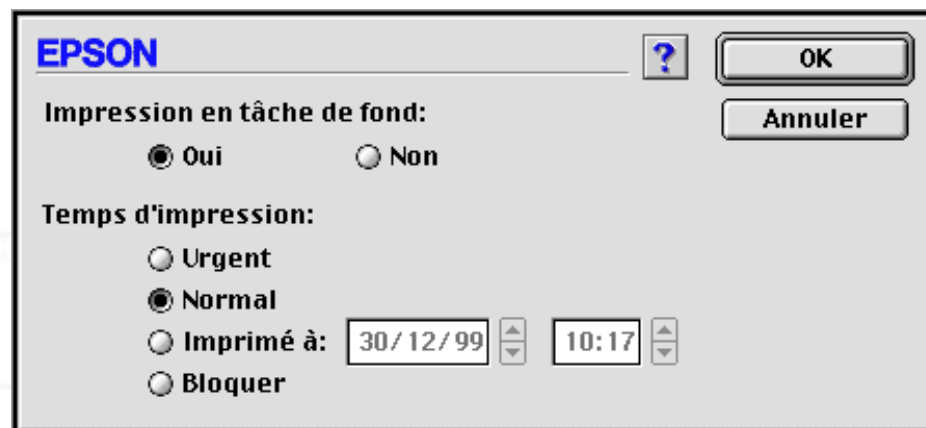 EPSON
?
OK
Impression en tâche de fond:
Annuler
Oui Non
Temps d'impression:
Urgent
Normal
Imprimé à: 30/12/99 10:17
Bloquer